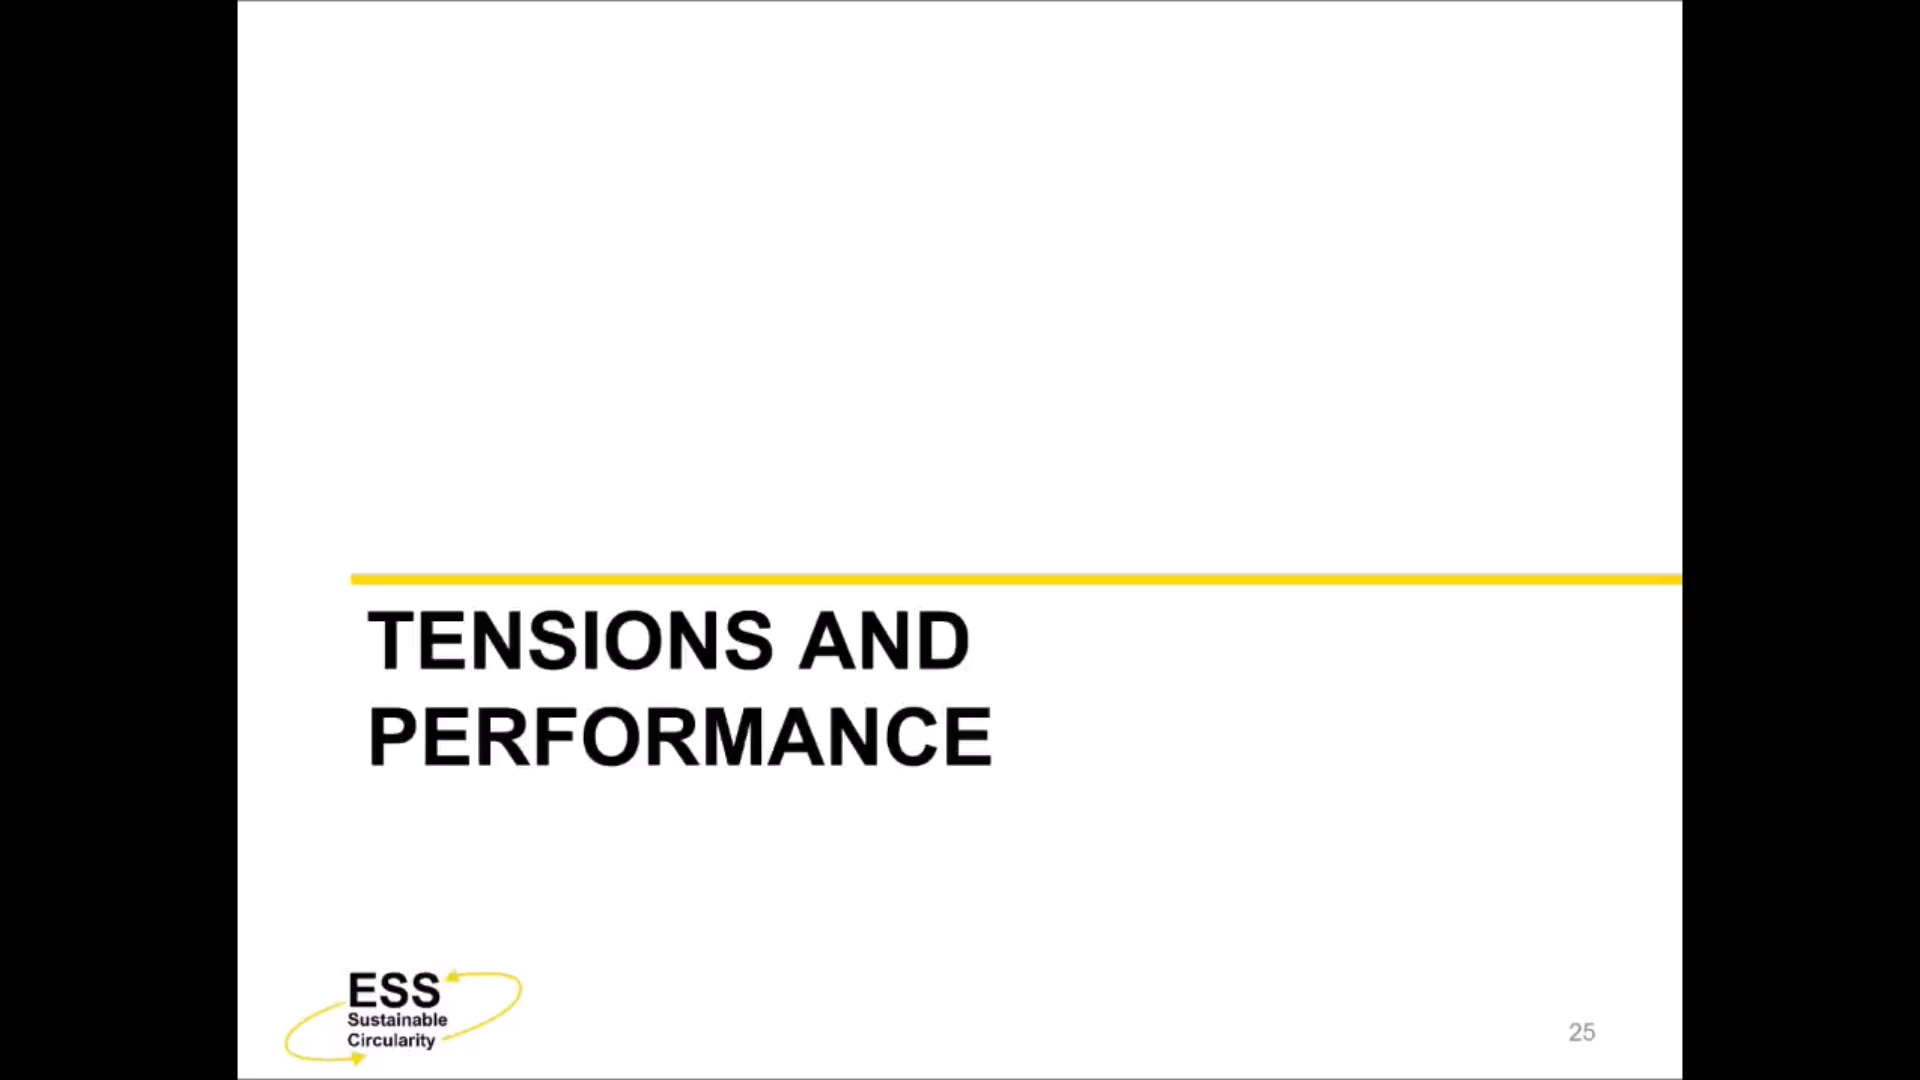 TENSIONS AND
PERFORMANCE
ESS
Sustainable
Circularity
25